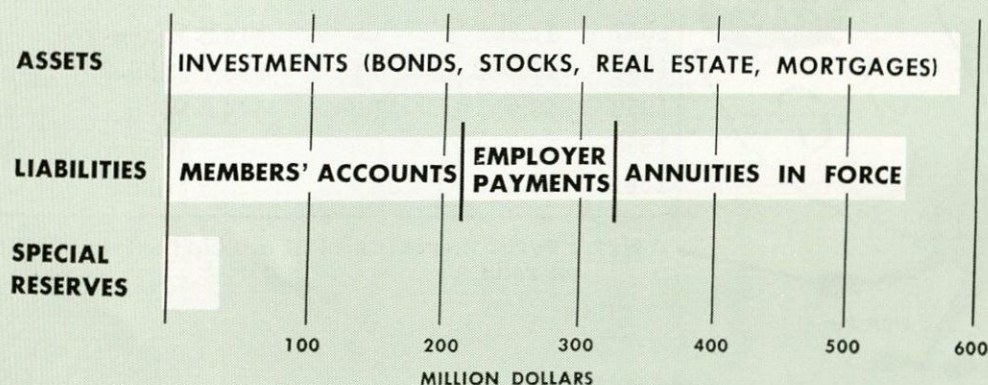 ASSETS
INVESTMENTS (BONDS, STOCKS, REAL ESTATE, MORTGAGES)
LIABILITIES
MEMBERS' ACCOUNTS
EMPLOYER
PAYMENTS
ANNUITIES IN FORCE
SPECIAL
RESERVES
100 200 300 400 500 600
MILLION DOLLARS